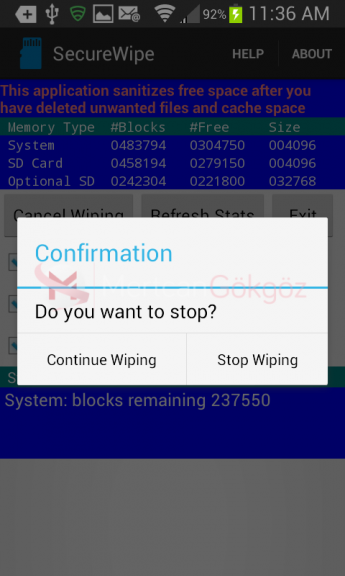 92% 11:36 AM
SecureWipe HELP ABOUT
This application sanitizes free space after you
have deleted unwanted files and cache space
Memory Type #Blocks #Free Size
System 0483794 0304750 004096
SD Card 0458194 0279150 004096
Optional SD 0242304 0221800 032768
Cancel Wiping Refresh Stats Exit
Confirmation
Gökgöz
Do you want to stop?
Continue Wiping Stop Wiping
System: blocks remaining 237550